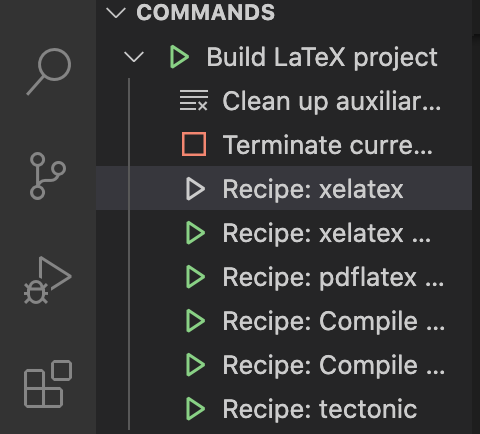 COMMANDS
Build LaTeX project
Clean up auxiliar...
Terminate curre...
Recipe: xelatex
Recipe: xelatex ...
Recipe: pdflatex ...
Recipe: Compile ...
Recipe: Compile ...
Recipe: tectonic